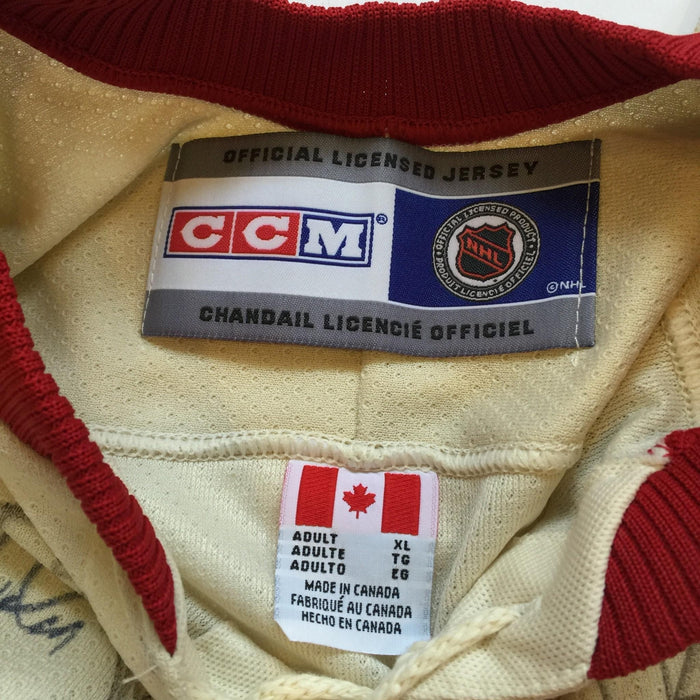 OFFICIAL LICENSED JERSEY
CCM®
OFFICIAL LICENSED PRODUCT
NHL
PRODUIT LICENCIÉ OFFICIEL
©NHL
CHANDAIL LICENCIÉ OFFICIEL
ADULT XL
ADULTE TG
ADULTO EG
MADE IN CANADA
FABRIQUÉ AU CANADA
HECHO EN CANADA